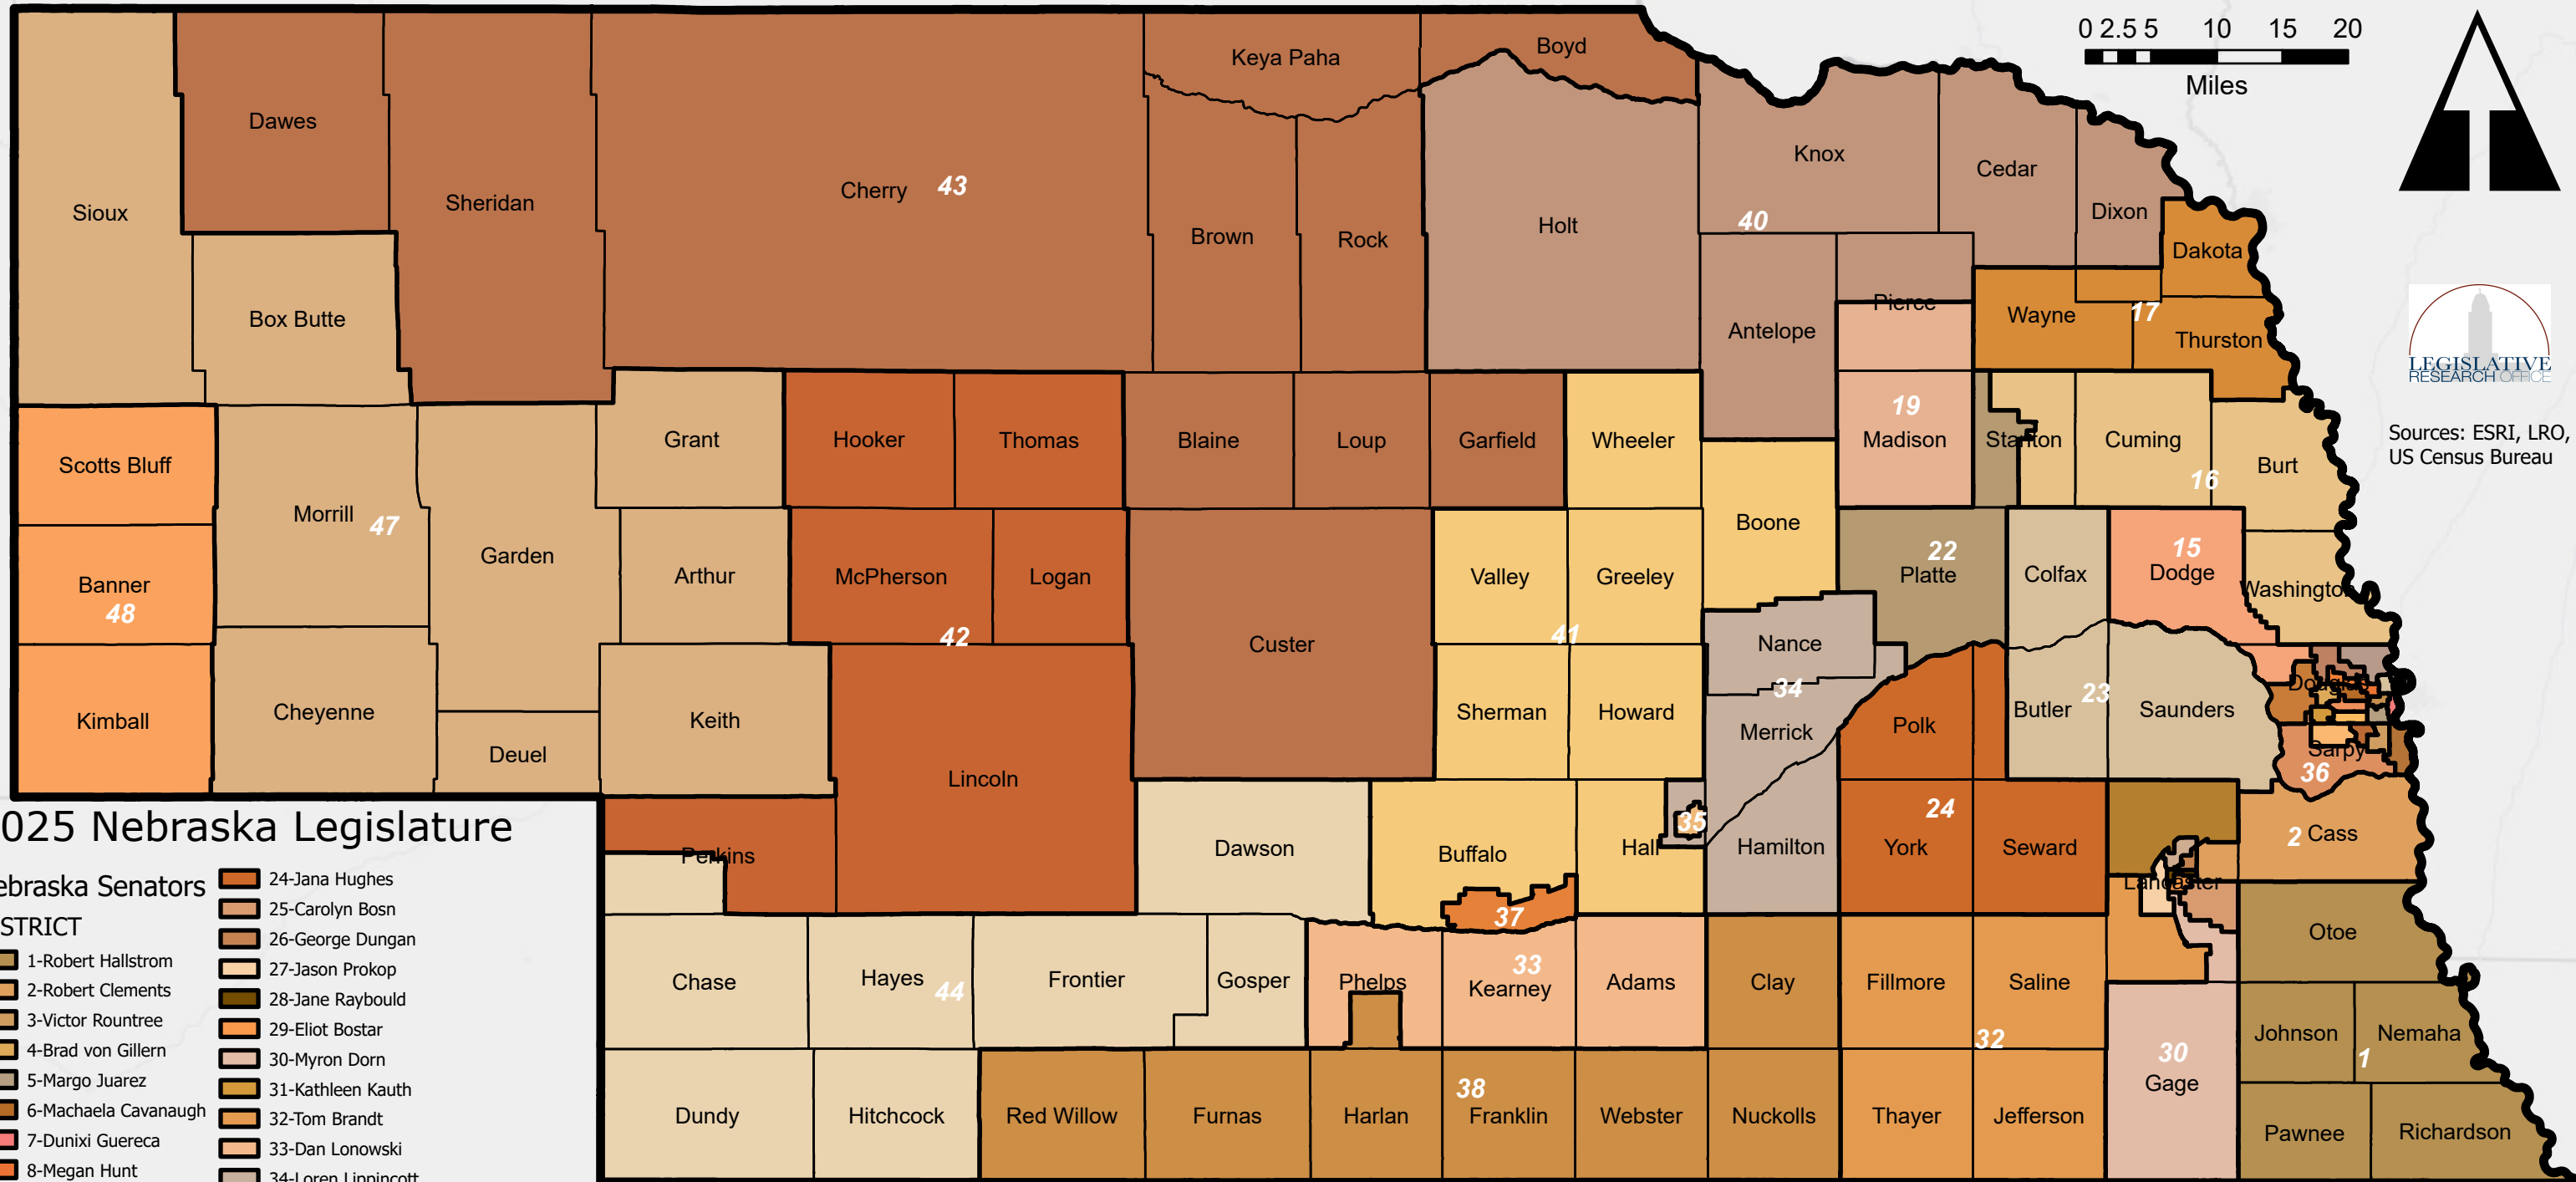 0 2.5 5 10 15 20
Miles
Keya Paha
Boyd
Dawes
Knox
Cedar
Cherry 43
Sheridan
Sioux
Dixon
40
Holt
Brown
Rock
Dakota
Box Butte
Pierce
Wayne
17
Antelope
Thurston
LEGISLATIVE
RESEARCH OFFICE
19
Grant
Hooker
Thomas
Blaine
Loup
Garfield
Wheeler
Madison
Stanton
Cuming
Sources: ESRI, LRO,
US Census Bureau
Scotts Bluff
Burt
16
Morrill
47
Boone
22
15
Garden
Arthur
McPherson
Logan
Valley
Greeley
Platte
Colfax
Dodge
Banner
48
Washington
42
Custer
41
Nance
34
Douglas
23
Kimball
Cheyenne
Keith
Sherman
Howard
Merrick
Polk
Butler
Saunders
Deuel
Sarpy
36
Lincoln
24
35
2 Cass
025 Nebraska Legislature
Perkins
Dawson
Buffalo
Hall
Hamilton
York
Seward
Lancaster
37
Otoe
33
Chase
Hayes
44
Frontier
Gosper
Phelps
Kearney
Adams
Clay
Fillmore
Saline
Johnson
Nemaha
32
30
1
Gage
38
Dundy
Hitchcock
Red Willow
Furnas
Harlan
Franklin
Webster
Nuckolls
Thayer
Jefferson
Pawnee
Richardson
ebraska Senators
STRICT
1-Robert Hallstrom
2-Robert Clements
3-Victor Rountree
4-Brad von Gillern
5-Margo Juarez
6-Machaela Cavanaugh
7-Dunixi Guereca
8-Megan Hunt
24-Jana Hughes
25-Carolyn Bosn
26-George Dungan
27-Jason Prokop
28-Jane Raybould
29-Eliot Bostar
30-Myron Dorn
31-Kathleen Kauth
32-Tom Brandt
33-Dan Lonowski
34-Loren Lippincott